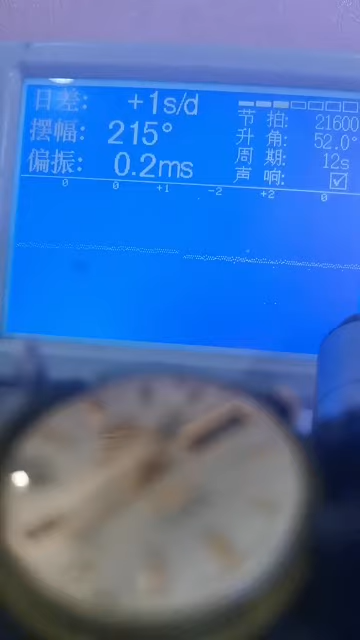 日差: +1s/d
摆幅: 215°
偏振: 0.2ms
节 拍: 21600
升 角: 52.0°
周 期: 12s
声 响: ☑
0 0 +1 -2 +2 0